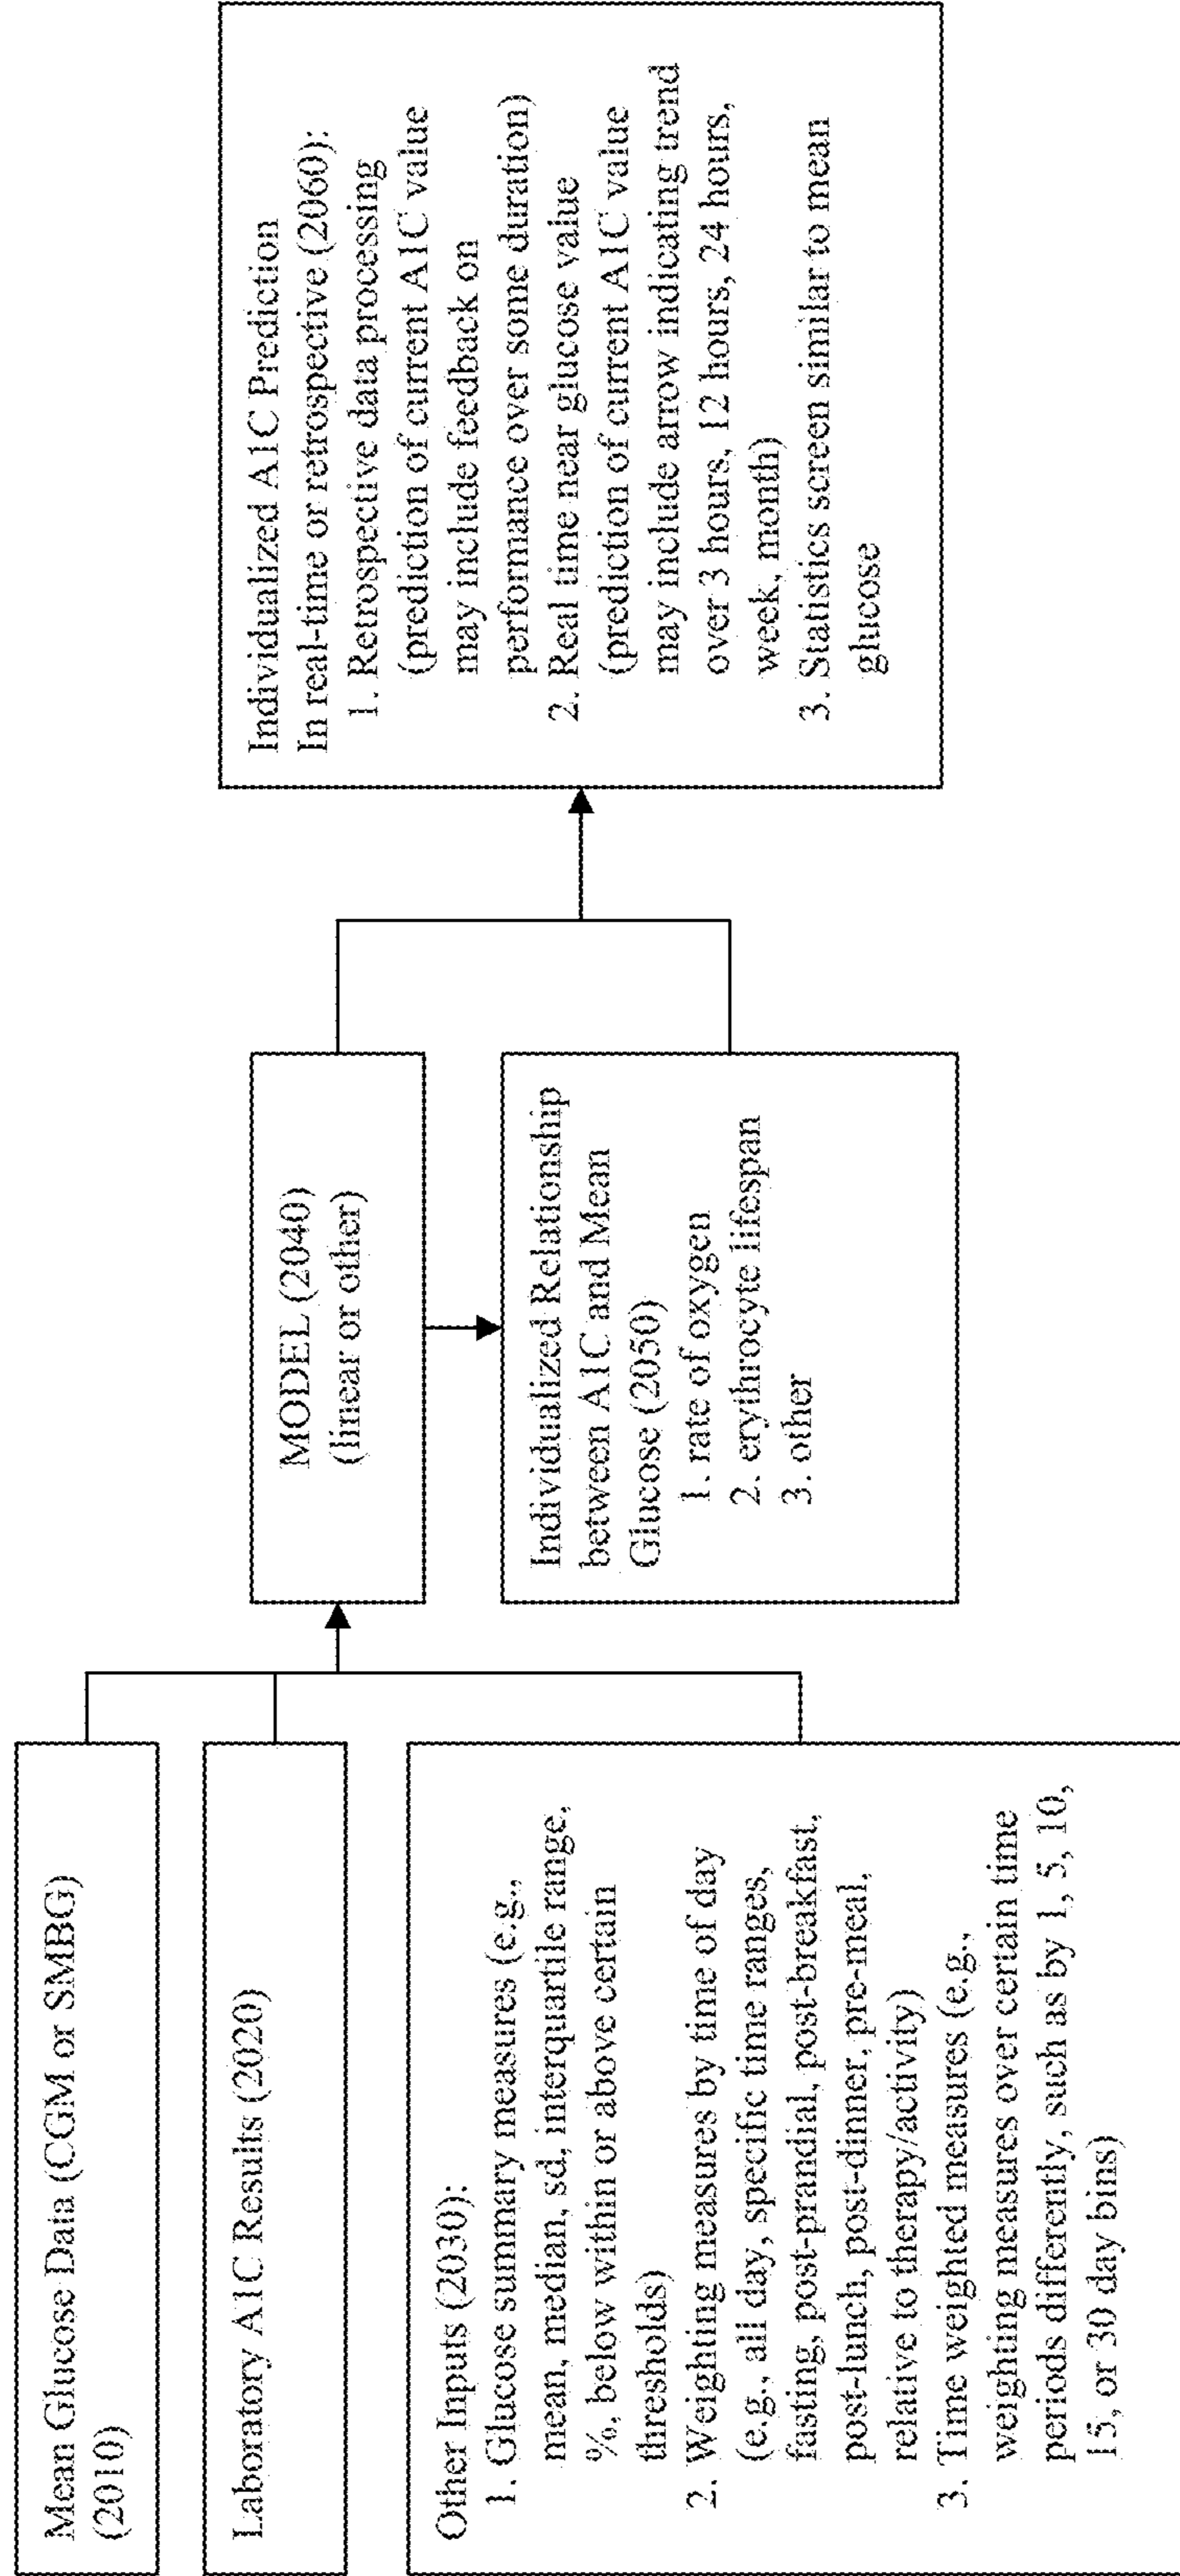 Mean Glucose Data (CGM or SMBG)
(2010)
Laboratory A1C Results (2020)
Other Inputs (2030):
1. Glucose summary measures (e.g.,
mean, median, sd, interquartile range,
%, below within or above certain
thresholds)
2. Weighting measures by time of day
(e.g., all day, specific time ranges,
fasting, post-prandial, post-breakfast,
post-lunch, post-dinner, pre-meal,
relative to therapy/activity)
3. Time weighted measures (e.g.,
weighting measures over certain time
periods differently, such as by 1, 5, 10,
15, or 30 day bins)
MODEL (2040)
(linear or other)
Individualized Relationship
between A1C and Mean
Glucose (2050)
1. rate of oxygen
2. erythrocyte lifespan
3. other
Individualized A1C Prediction
In real-time or retrospective (2060):
1. Retrospective data processing
(prediction of current A1C value
may include feedback on
performance over some duration)
2. Real time near glucose value
(prediction of current A1C value
may include arrow indicating trend
over 3 hours, 12 hours, 24 hours,
week, month)
3. Statistics screen similar to mean
glucose